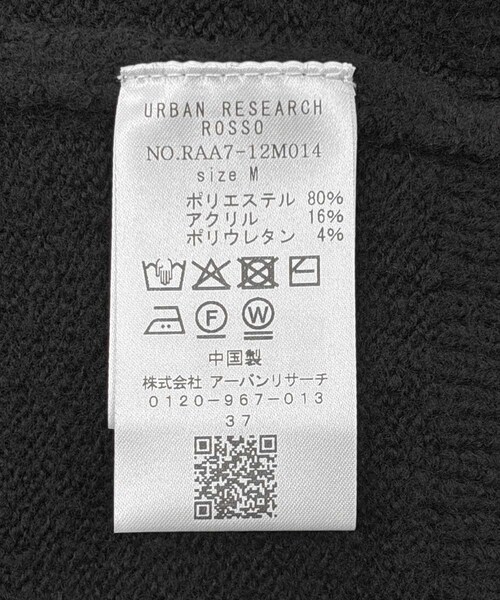 URBAN RESEARCH
ROSSO
NO.RAA7-12M014
size M
ポリエステル 80%
アクリル 16%
ポリウレタン 4%
F W
中国製
株式会社 アーバンリサーチ
0120-967-013
37